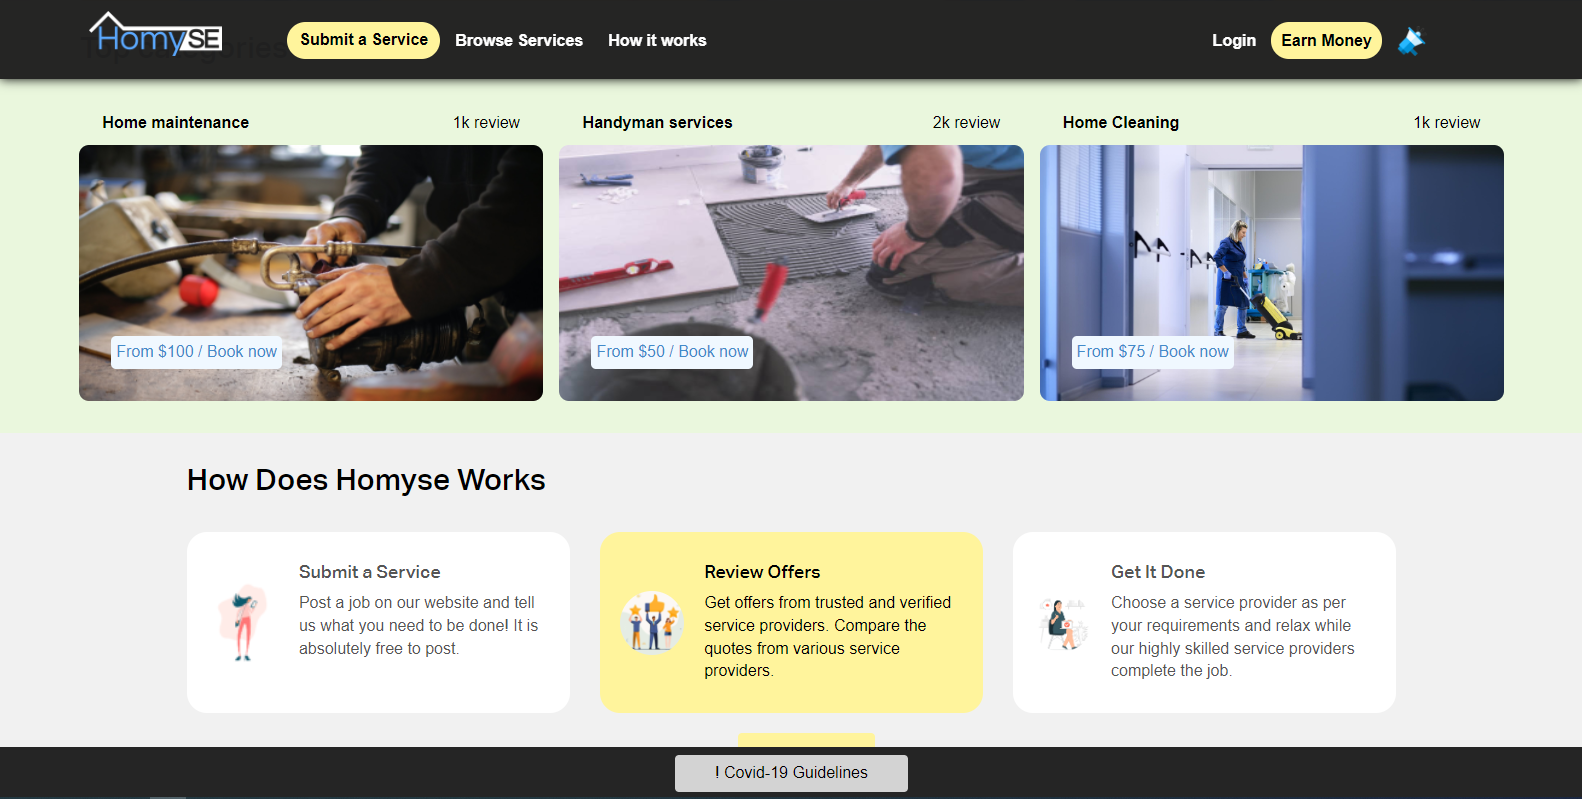 HomySE
Submit a Service
Browse Services
How it works
Login
Earn Money
Top categories
Home maintenance
1k review
Handyman services
2k review
Home Cleaning
1k review
From $100 / Book now
From $50 / Book now
From $75 / Book now
How Does Homyse Works
Submit a Service
Post a job on our website and tell
us what you need to be done! It is
absolutely free to post.
Review Offers
Get offers from trusted and verified
service providers. Compare the
quotes from various service
providers.
Get It Done
Choose a service provider as per
your requirements and relax while
our highly skilled service providers
complete the job.
! Covid-19 Guidelines